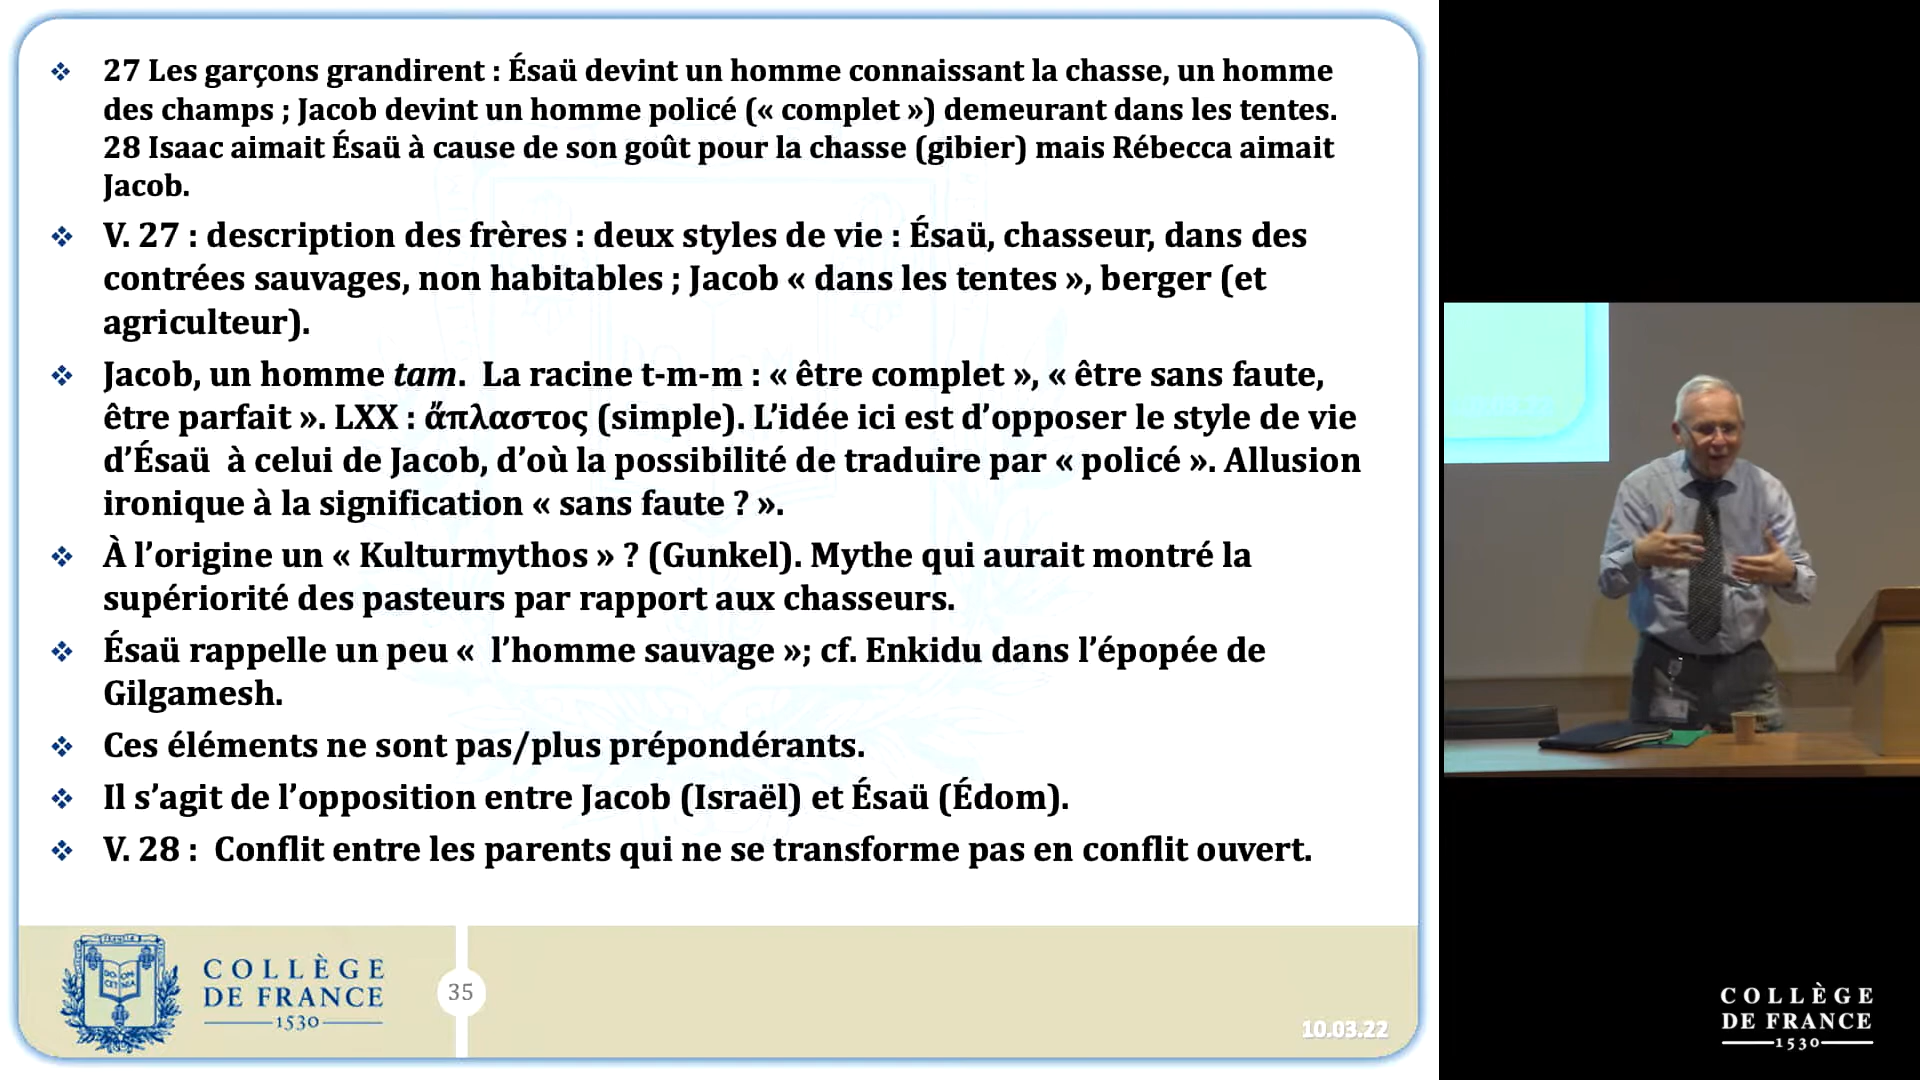 27 Les garçons grandirent : Ésaü devint un homme connaissant la chasse, un homme
des champs ; Jacob devint un homme policé (« complet ») demeurant dans les tentes.
28 Isaac aimait Ésaü à cause de son goût pour la chasse (gibier) mais Rébecca aimait
Jacob.
V. 27 : description des frères : deux styles de vie : Ésaü, chasseur, dans des
contrées sauvages, non habitables ; Jacob « dans les tentes », berger (et
agriculteur).
Jacob, un homme tam.  La racine t-m-m : « être complet », « être sans faute,
être parfait ». LXX : ἄπλαστος (simple). L’idée ici est d’opposer le style de vie
d’Ésaü  à celui de Jacob, d’où la possibilité de traduire par « policé ». Allusion
ironique à la signification « sans faute ? ».
À l’origine un « Kulturmythos » ? (Gunkel). Mythe qui aurait montré la
supériorité des pasteurs par rapport aux chasseurs.
Ésaü rappelle un peu «  l’homme sauvage »; cf. Enkidu dans l’épopée de
Gilgamesh.
Ces éléments ne sont pas/plus prépondérants.
Il s’agit de l’opposition entre Jacob (Israël) et Ésaü (Édom).
V. 28 :  Conflit entre les parents qui ne se transforme pas en conflit ouvert.
COLLÈGE
DE FRANCE
1530
35
10.03.22
COLLÈGE
DE FRANCE
1530